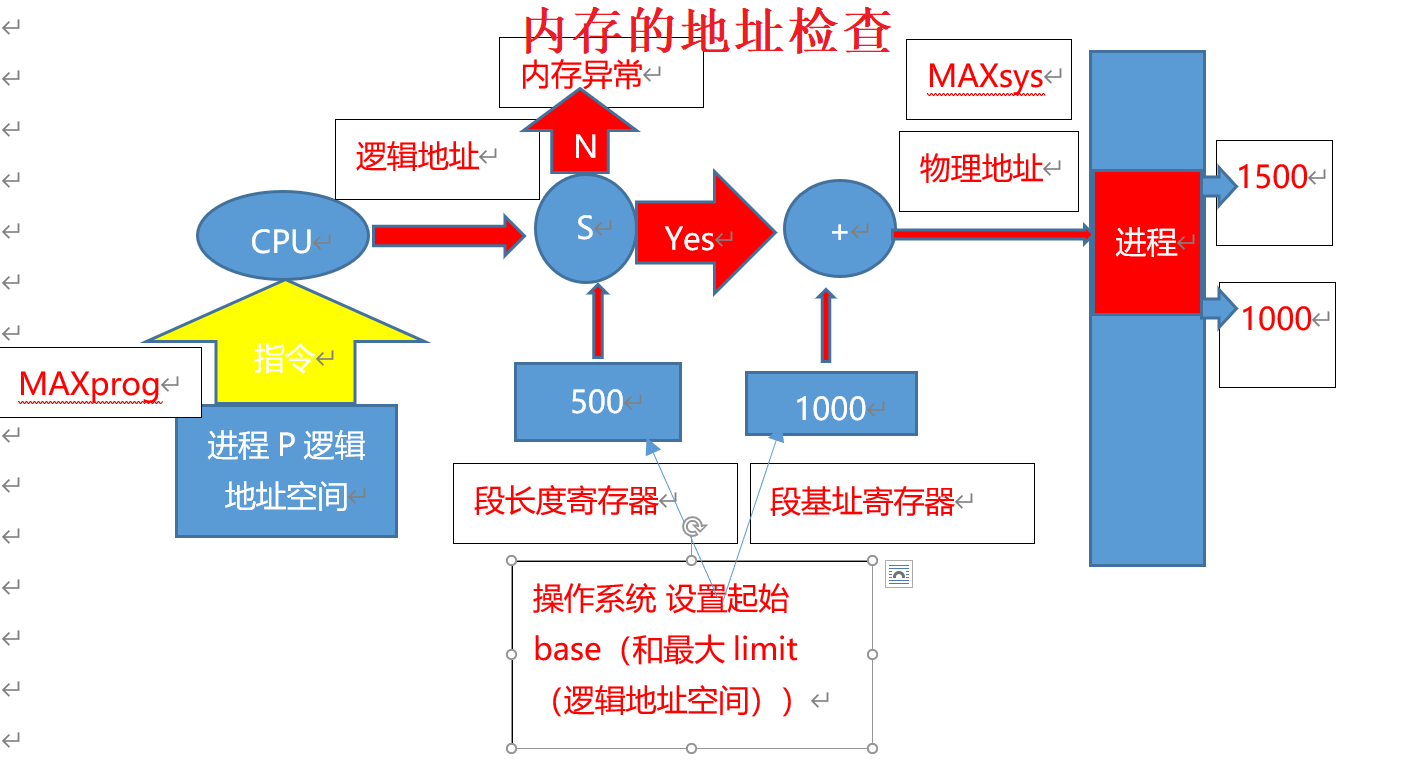 内存的地址检查
内存异常
MAXsys
N
逻辑地址
物理地址
1500
CPU
S
Yes
+
进程
1000
指令
MAXprog
500
1000
进程 P 逻辑
地址空间
段长度寄存器
段基址寄存器
操作系统 设置起始
base（和最大 limit
（逻辑地址空间））